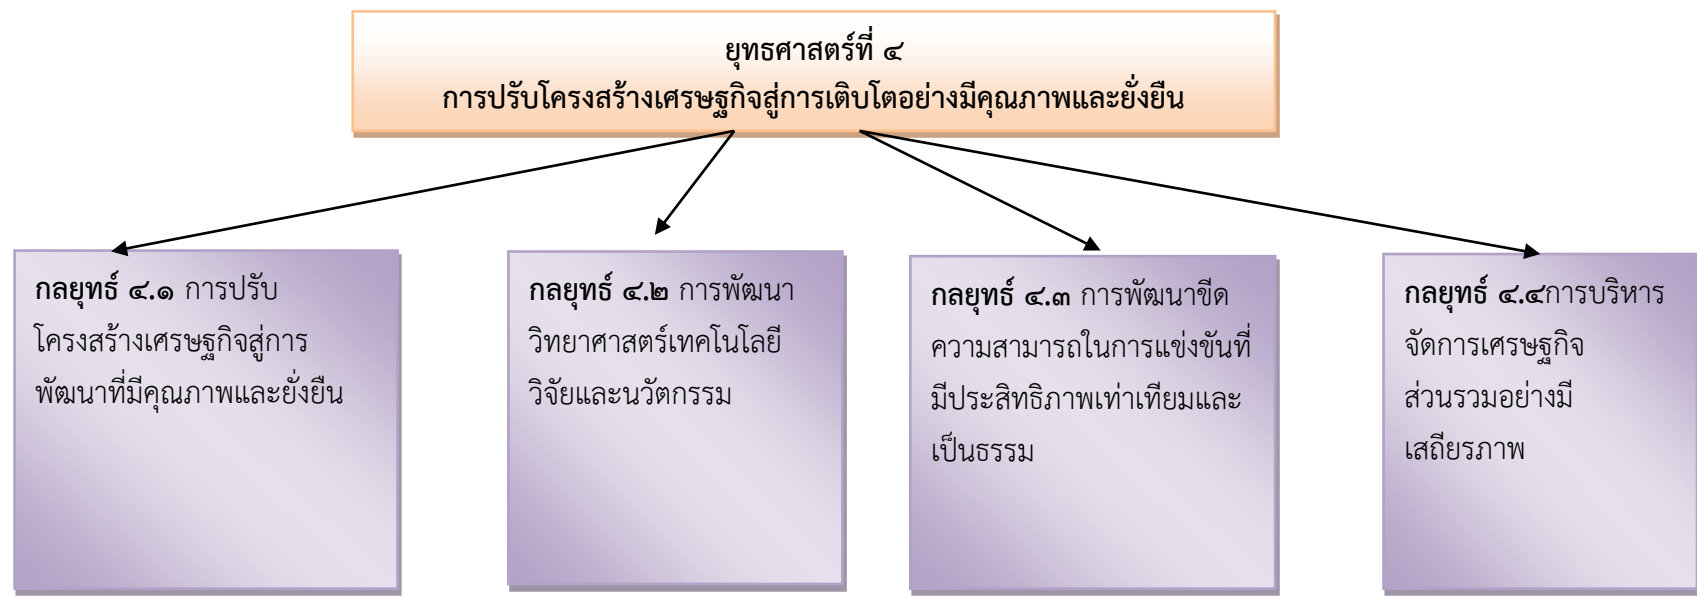 ยุทธศาสตร์ที่ ๔
การปรับโครงสร้างเศรษฐกิจสู่การเติบโตอย่างมีคุณภาพและยั่งยืน
กลยุทธ์ ๔.๑ การปรับ
โครงสร้างเศรษฐกิจสู่การ
พัฒนาที่มีคุณภาพและยั่งยืน
กลยุทธ์ ๔.๒ การพัฒนา
วิทยาศาสตร์เทคโนโลยี
วิจัยและนวัตกรรม
กลยุทธ์ ๔.๓ การพัฒนาขีด
ความสามารถในการแข่งขันที่
มีประสิทธิภาพเท่าเทียมและ
เป็นธรรม
กลยุทธ์ ๔.๔การบริหาร
จัดการเศรษฐกิจ
ส่วนรวมอย่างมี
เสถียรภาพ